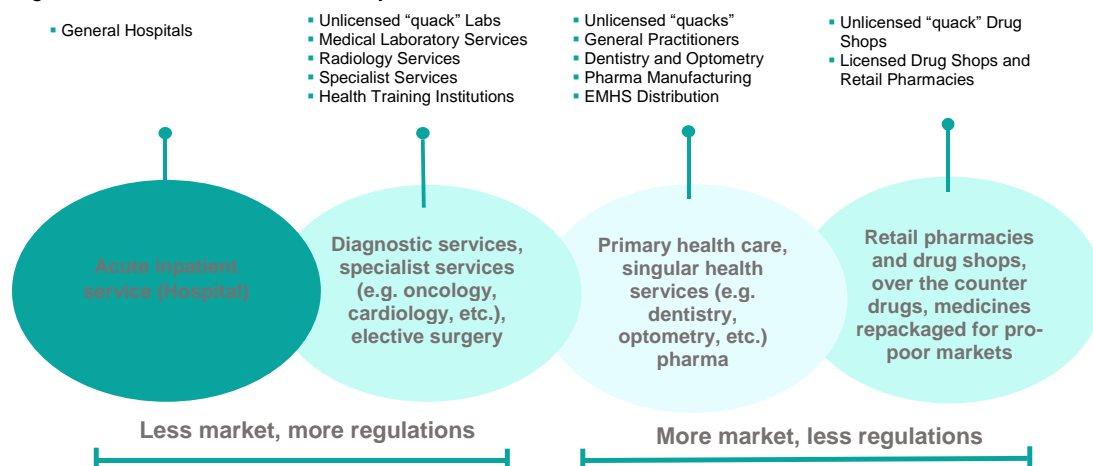 ▪ General Hospitals
▪ Unlicensed “quack” Labs
▪ Medical Laboratory Services
▪ Radiology Services
▪ Specialist Services
▪ Health Training Institutions
▪ Unlicensed “quacks”
▪ General Practitioners
▪ Dentistry and Optometry
▪ Pharma Manufacturing
▪ EMHS Distribution
▪ Unlicensed “quack” Drug
Shops
▪ Licensed Drug Shops and
Retail Pharmacies
Acute Inpatient
service (Hospital)
Diagnostic services,
specialist services
(e.g. oncology,
cardiology, etc.),
elective surgery
Primary health care,
singular health
services (e.g.
dentistry,
optometry, etc.)
pharma
Retail pharmacies
and drug shops,
over the counter
drugs, medicines
repackaged for pro-
poor markets
Less market, more regulations
More market, less regulations